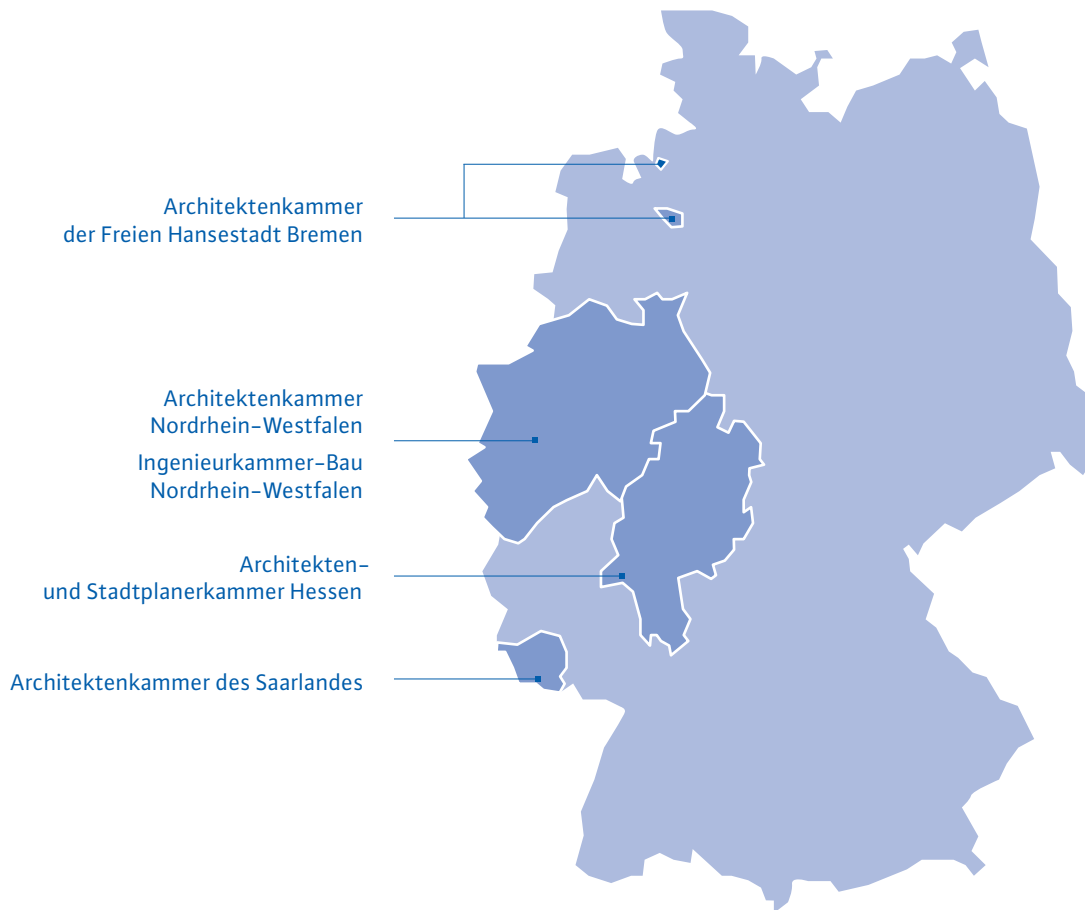 Architektenkammer
der Freien Hansestadt Bremen
Architektenkammer
Nordrhein-Westfalen
Ingenieurkammer-Bau
Nordrhein-Westfalen
Architekten-
und Stadtplanerkammer Hessen
Architektenkammer des Saarlandes